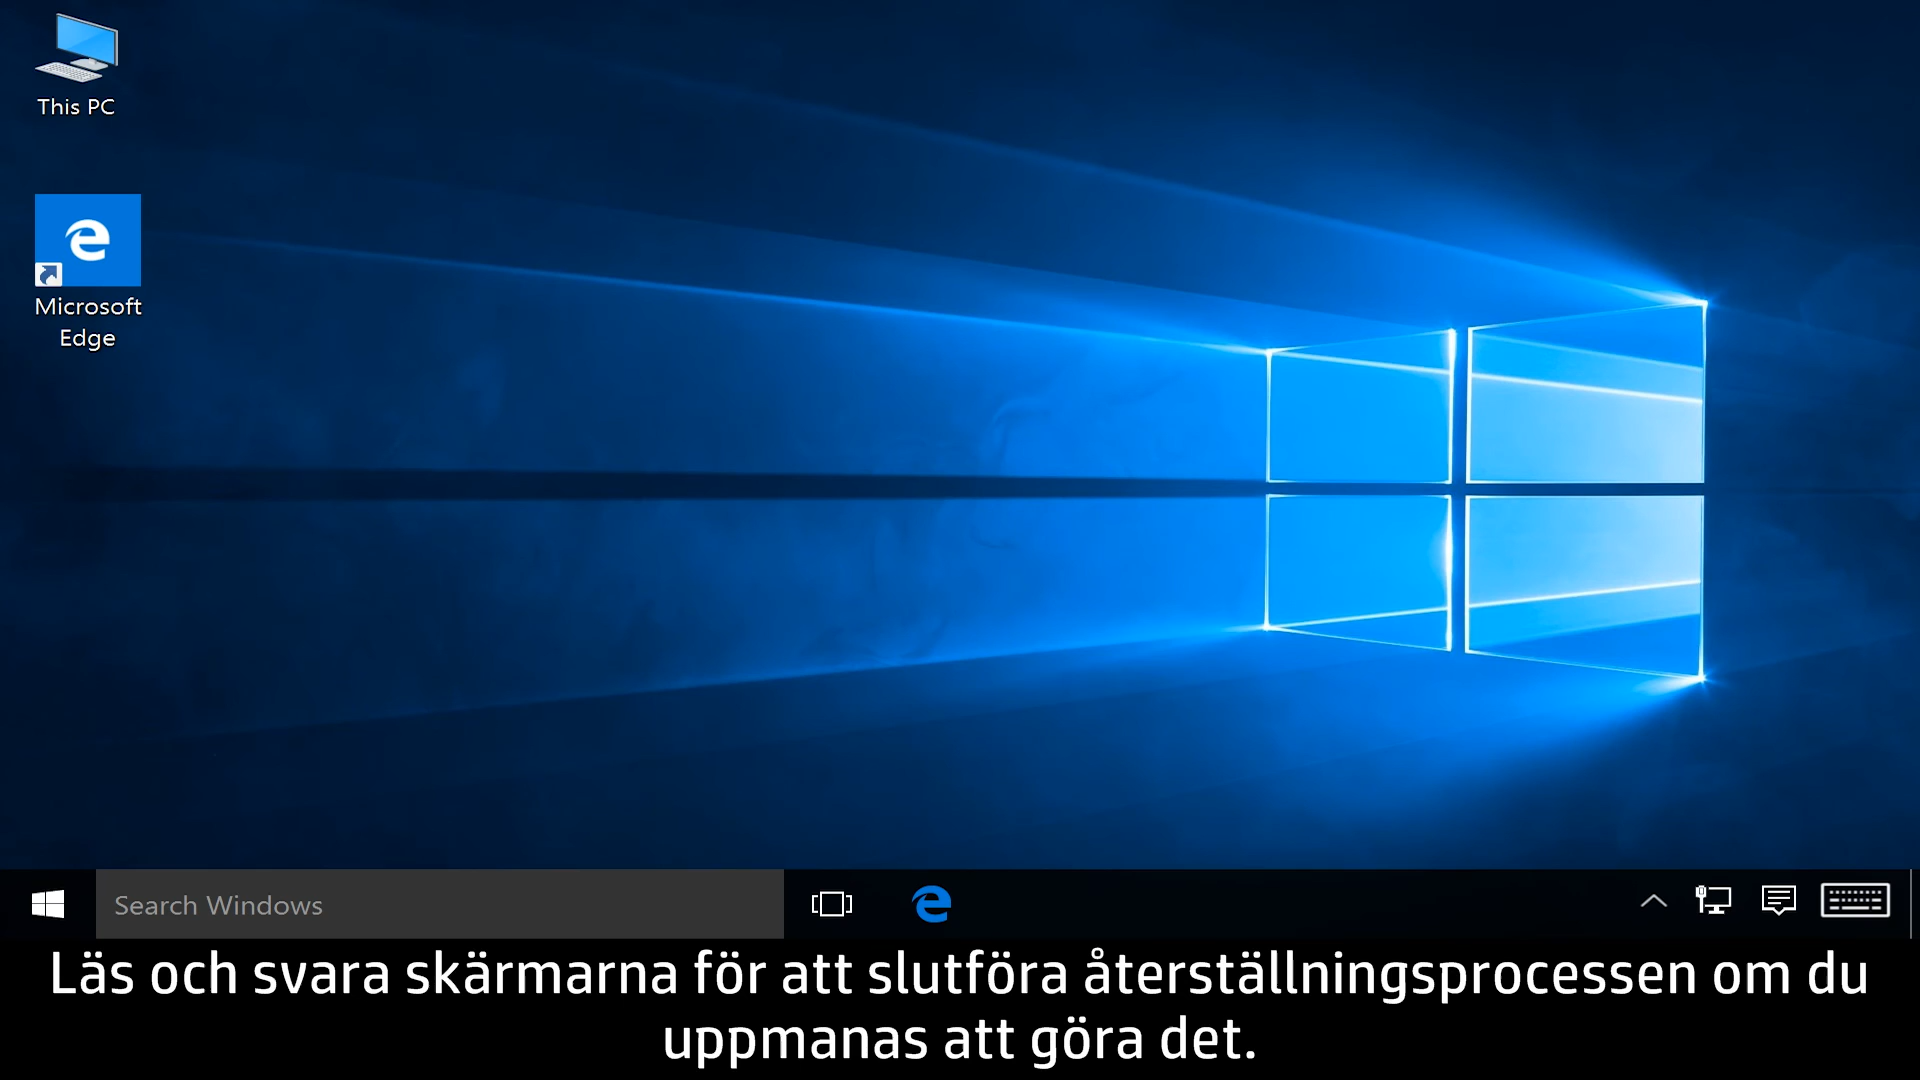 This PC
Microsoft
Edge
Search Windows
Läs och svara skärmarna för att slutföra återställningsprocessen om du
uppmanas att göra det.